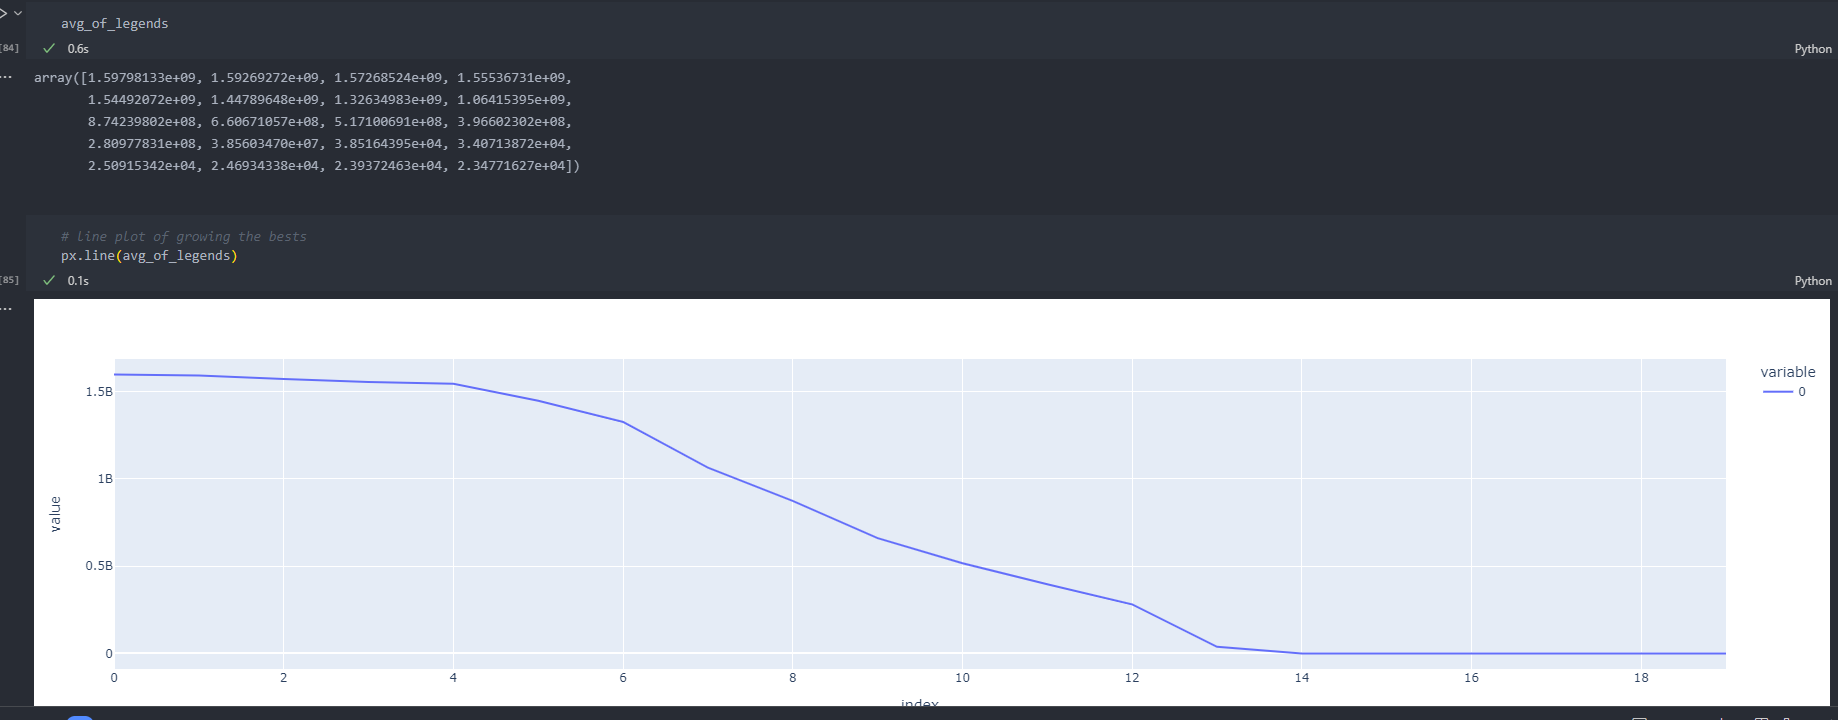 avg_of_legends
[84]
0.6s
Python
array([1.59798133e+09, 1.59269272e+09, 1.57268524e+09, 1.55536731e+09,
1.54492072e+09, 1.44789648e+09, 1.32634983e+09, 1.06415395e+09,
8.74239802e+08, 6.60671057e+08, 5.17100691e+08, 3.96602302e+08,
2.80977831e+08, 3.85603470e+07, 3.85164395e+04, 3.40713872e+04,
2.50915342e+04, 2.46934338e+04, 2.39372463e+04, 2.34771627e+04])
# line plot of growing the bests
px.line(avg_of_legends)
[85]
0.1s
Python
variable
0
1.5B
1B
0.5B
0
value
0 2 4 6 8 10 12 14 16 18
index